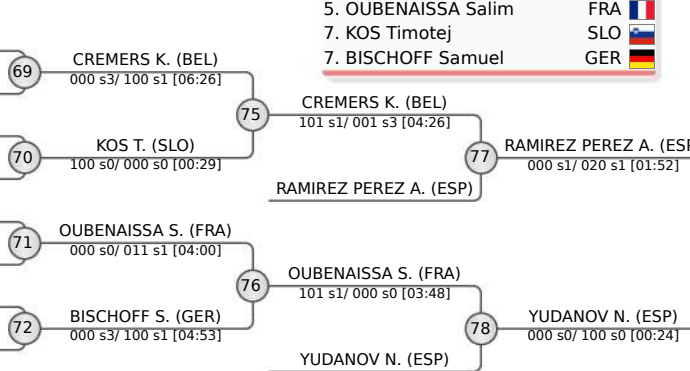 5. OUBENAISSA Salim FRA
7. KOS Timotej SLO
7. BISCHOFF Samuel GER
69
CREMERS K. (BEL)
000 s3/ 100 s1 [06:26]
75
CREMERS K. (BEL)
101 s1/ 001 s3 [04:26]
70
KOS T. (SLO)
100 s0/ 000 s0 [00:29]
77
RAMIREZ PEREZ A. (ESP
000 s1/ 020 s1 [01:52]
RAMIREZ PEREZ A. (ESP)
71
OUBENAISSA S. (FRA)
000 s0/ 011 s1 [04:00]
76
OUBENAISSA S. (FRA)
101 s1/ 000 s0 [03:48]
72
BISCHOFF S. (GER)
000 s3/ 100 s1 [04:53]
78
YUDANOV N. (ESP)
000 s0/ 100 s0 [00:24]
YUDANOV N. (ESP)